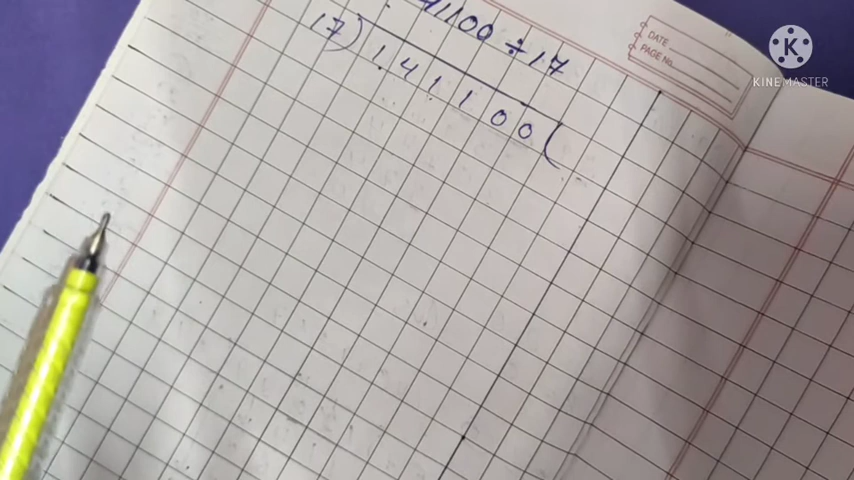 41100 ÷ 17
17) 141100 (
DATE
PAGE No.
KINEMASTER